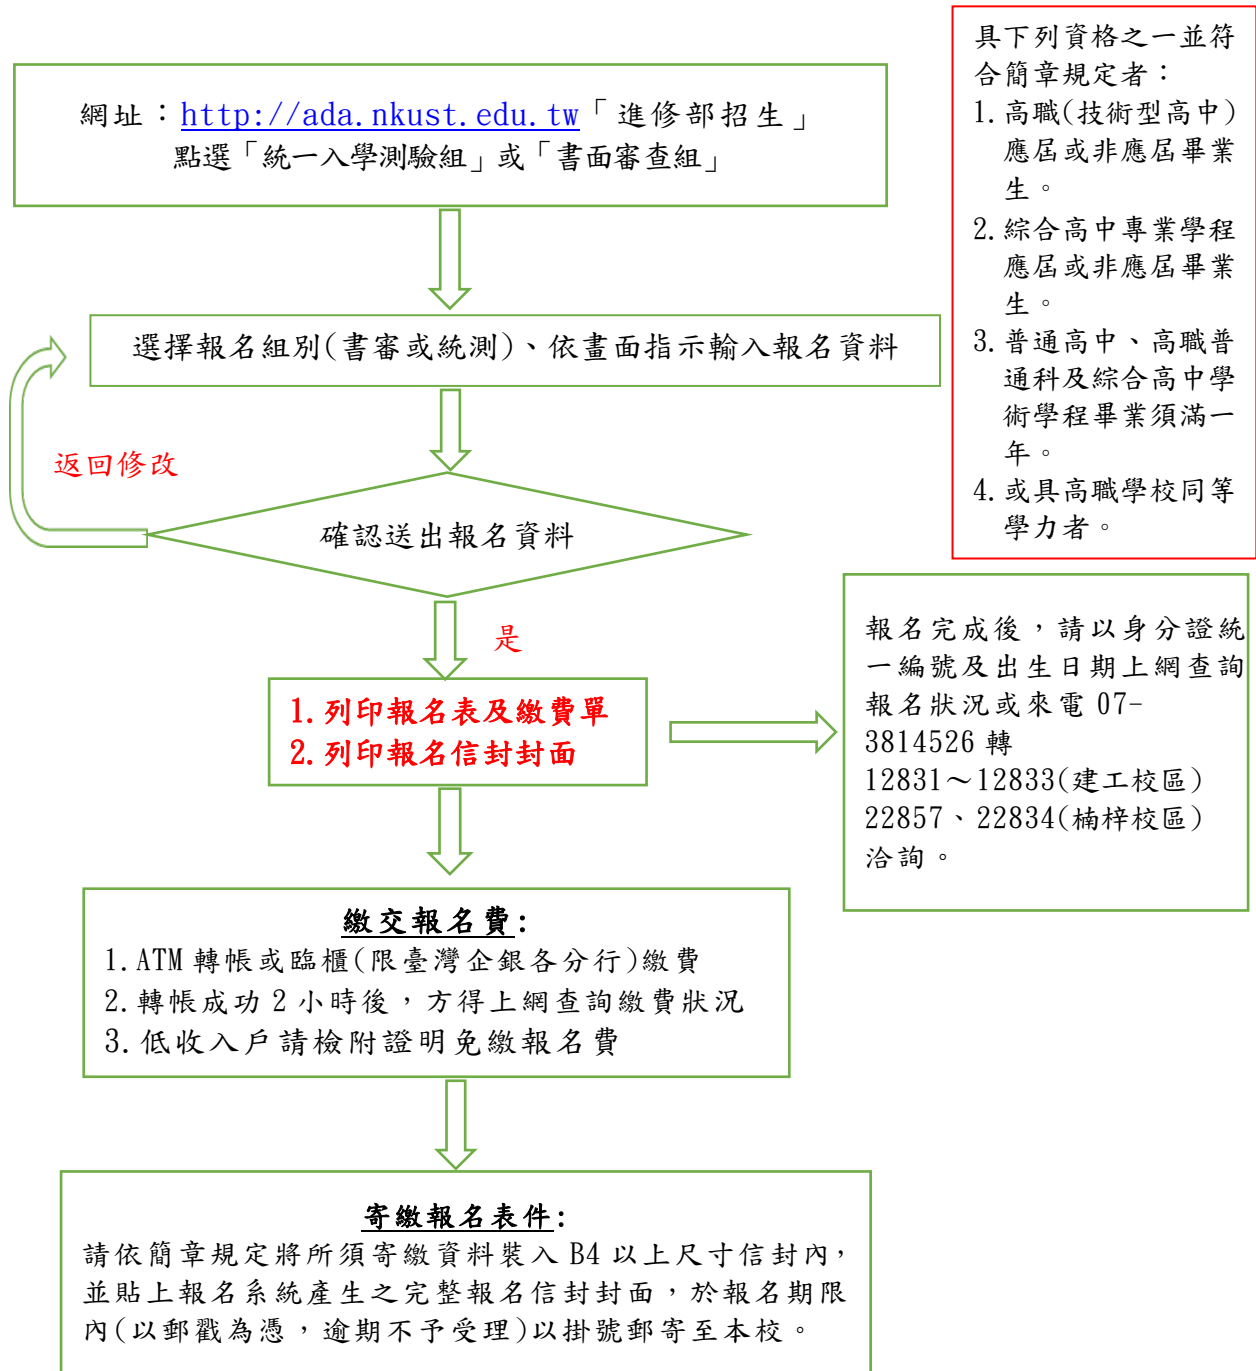 網址：http://ada.nkust.edu.tw「進修部招生」
點選「統一入學測驗組」或「書面審查組」
具下列資格之一並符
合簡章規定者：
1.高職(技術型高中)
應屆或非應屆畢業
生。
2.綜合高中專業學程
應屆或非應屆畢業
生。
3.普通高中、高職普
通科及綜合高中學
術學程畢業須滿一
年。
4.或具高職學校同等
學力者。
選擇報名組別(書審或統測)、依畫面指示輸入報名資料
返回修改
確認送出報名資料
是
1.列印報名表及繳費單
2.列印報名信封封面
報名完成後，請以身分證統
一編號及出生日期上網查詢
報名狀況或來電 07-
3814526 轉
12831～12833(建工校區)
22857、22834(楠梓校區)
洽詢。
繳交報名費:
1.ATM 轉帳或臨櫃(限臺灣企銀各分行)繳費
2.轉帳成功 2 小時後，方得上網查詢繳費狀況
3.低收入戶請檢附證明免繳報名費
寄繳報名表件:
請依簡章規定將所須寄繳資料裝入 B4 以上尺寸信封內，
並貼上報名系統產生之完整報名信封封面，於報名期限
內(以郵戳為憑，逾期不予受理)以掛號郵寄至本校。